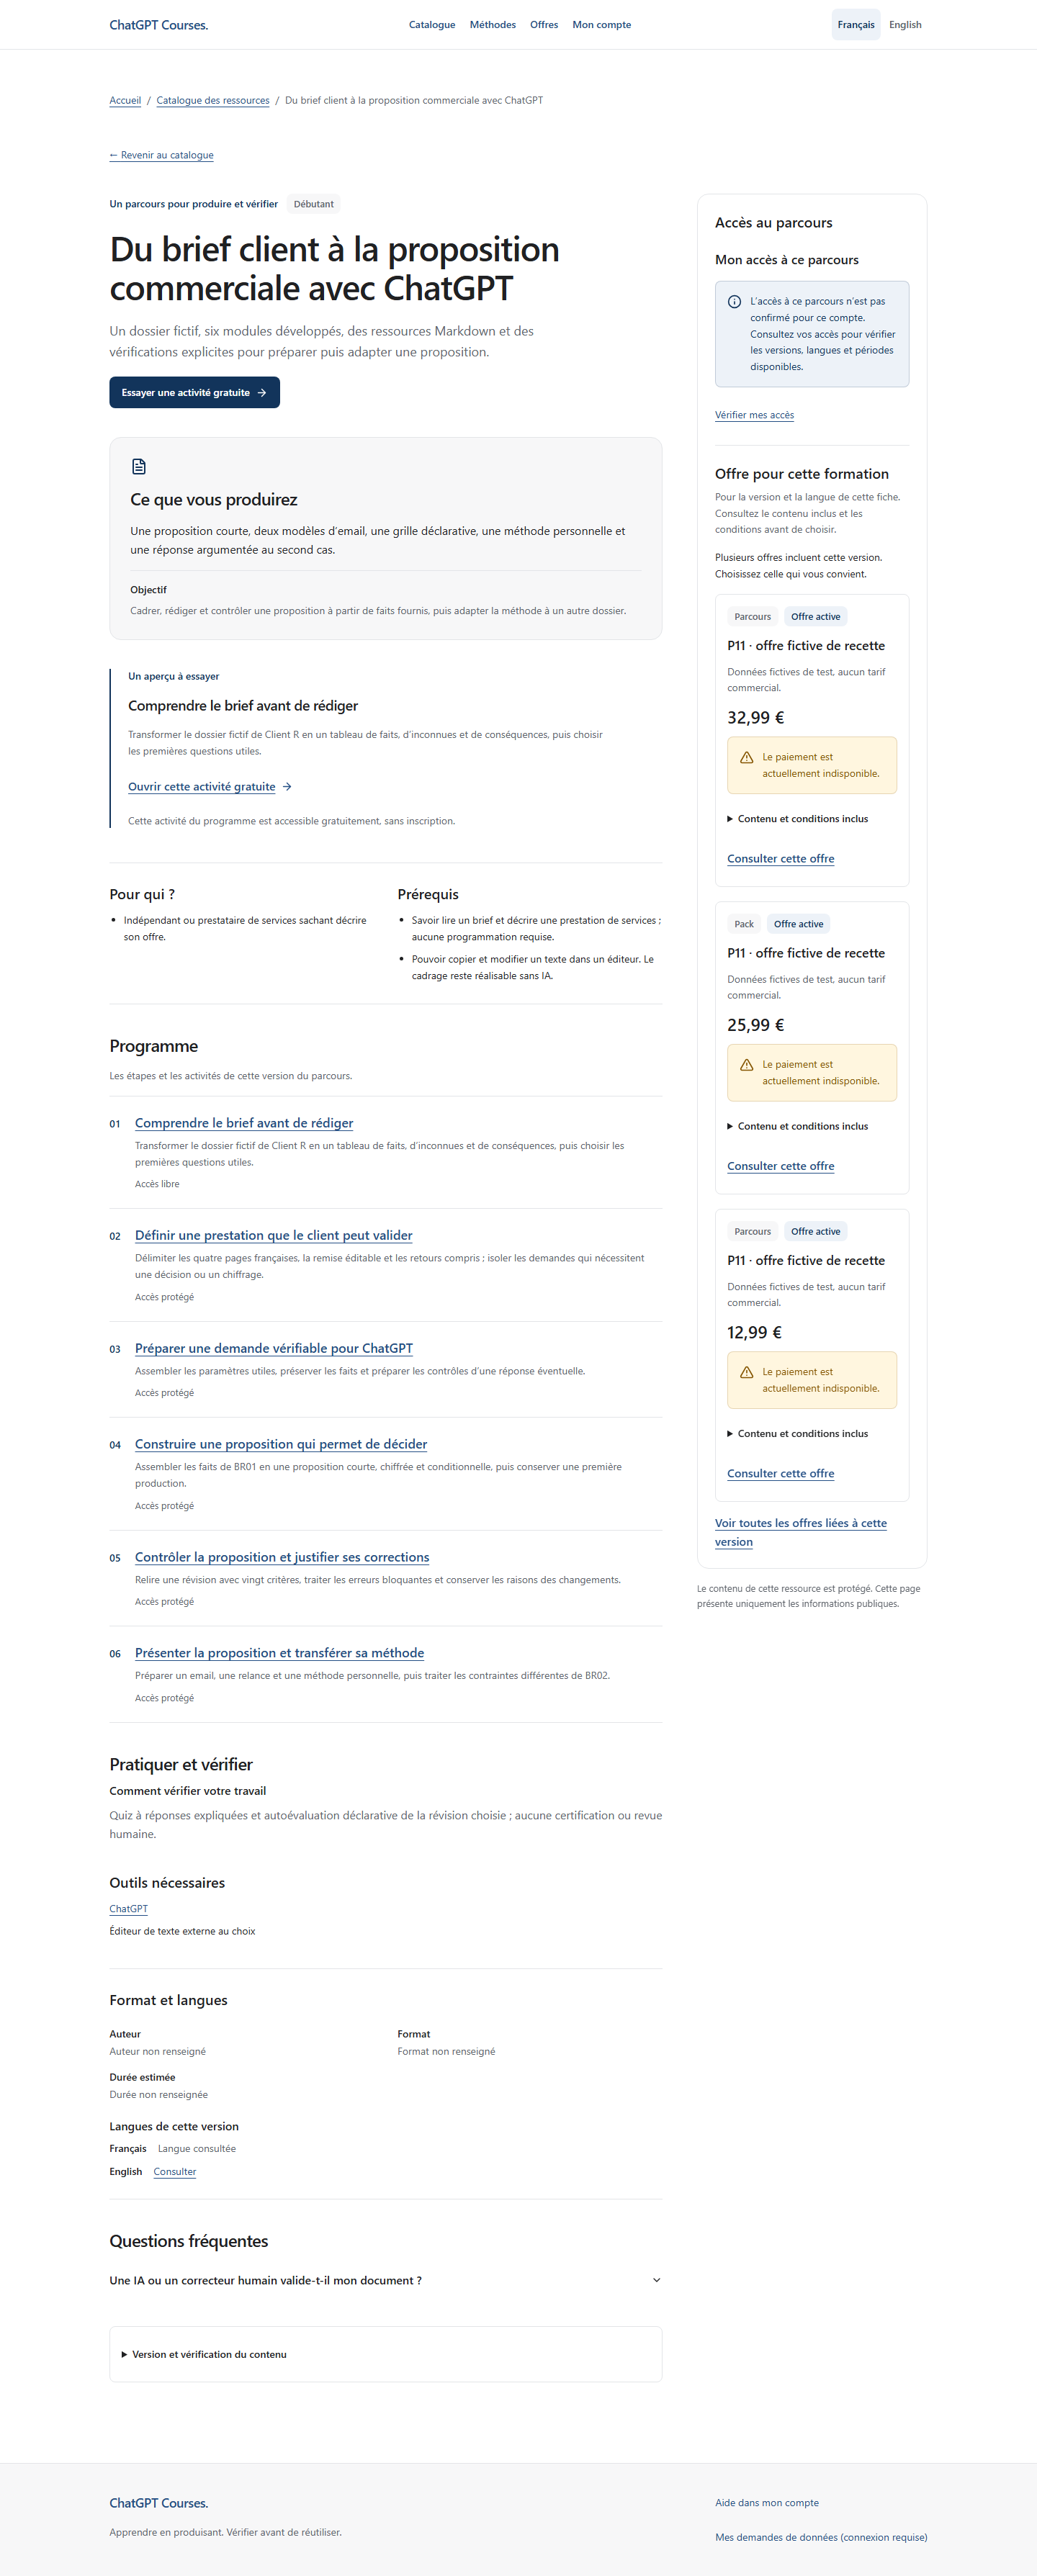 ChatGPT Courses.
Catalogue
Méthodes
Offres
Mon compte
Français
English
Accueil / Catalogue des ressources / Du brief client à la proposition commerciale avec ChatGPT
← Revenir au catalogue
Un parcours pour produire et vérifier
Débutant
Du brief client à la proposition
commerciale avec ChatGPT
Un dossier fictif, six modules développés, des ressources Markdown et des
vérifications explicites pour préparer puis adapter une proposition.
Essayer une activité gratuite →
Ce que vous produirez
Une proposition courte, deux modèles d’email, une grille déclarative, une méthode personnelle et
une réponse argumentée au second cas.
Objectif
Cadrer, rédiger et contrôler une proposition à partir de faits fournis, puis adapter la méthode à un autre dossier.
Un aperçu à essayer
Comprendre le brief avant de rédiger
Transformer le dossier fictif de Client R en un tableau de faits, d’inconnues et de conséquences, puis choisir
les premières questions utiles.
Ouvrir cette activité gratuite →
Cette activité du programme est accessible gratuitement, sans inscription.
Pour qui ?
Indépendant ou prestataire de services sachant décrire
son offre.
Prérequis
Savoir lire un brief et décrire une prestation de services ;
aucune programmation requise.
Pouvoir copier et modifier un texte dans un éditeur. Le
cadrage reste réalisable sans IA.
Programme
Les étapes et les activités de cette version du parcours.
01 Comprendre le brief avant de rédiger
Transformer le dossier fictif de Client R en un tableau de faits, d’inconnues et de conséquences, puis choisir les
premières questions utiles.
Accès libre
02 Définir une prestation que le client peut valider
Délimiter les quatre pages françaises, la remise éditable et les retours compris ; isoler les demandes qui nécessitent
une décision ou un chiffrage.
Accès protégé
03 Préparer une demande vérifiable pour ChatGPT
Assembler les paramètres utiles, préserver les faits et préparer les contrôles d’une réponse éventuelle.
Accès protégé
04 Construire une proposition qui permet de décider
Assembler les faits de BR01 en une proposition courte, chiffrée et conditionnelle, puis conserver une première
production.
Accès protégé
05 Contrôler la proposition et justifier ses corrections
Relire une révision avec vingt critères, traiter les erreurs bloquantes et conserver les raisons des changements.
Accès protégé
06 Présenter la proposition et transférer sa méthode
Préparer un email, une relance et une méthode personnelle, puis traiter les contraintes différentes de BR02.
Accès protégé
Pratiquer et vérifier
Comment vérifier votre travail
Quiz à réponses expliquées et autoévaluation déclarative de la révision choisie ; aucune certification ou revue
humaine.
Outils nécessaires
ChatGPT
Éditeur de texte externe au choix
Format et langues
Auteur
Auteur non renseigné
Format
Format non renseigné
Durée estimée
Durée non renseignée
Langues de cette version
Français Langue consultée
English Consulter
Questions fréquentes
Une IA ou un correcteur humain valide-t-il mon document ?
Version et vérification du contenu
Accès au parcours
Mon accès à ce parcours
L’accès à ce parcours n’est pas
confirmé pour ce compte.
Consultez vos accès pour vérifier
les versions, langues et périodes
disponibles.
Vérifier mes accès
Offre pour cette formation
Pour la version et la langue de cette fiche.
Consultez le contenu inclus et les
conditions avant de choisir.
Plusieurs offres incluent cette version.
Choisissez celle qui vous convient.
Parcours
Offre active
P11 · offre fictive de recette
Données fictives de test, aucun tarif
commercial.
32,99 €
Le paiement est
actuellement indisponible.
Contenu et conditions inclus
Consulter cette offre
Pack
Offre active
P11 · offre fictive de recette
Données fictives de test, aucun tarif
commercial.
25,99 €
Le paiement est
actuellement indisponible.
Contenu et conditions inclus
Consulter cette offre
Parcours
Offre active
P11 · offre fictive de recette
Données fictives de test, aucun tarif
commercial.
12,99 €
Le paiement est
actuellement indisponible.
Contenu et conditions inclus
Consulter cette offre
Voir toutes les offres liées à cette
version
Le contenu de cette ressource est protégé. Cette page
présente uniquement les informations publiques.
ChatGPT Courses.
Apprendre en produisant. Vérifier avant de réutiliser.
Aide dans mon compte
Mes demandes de données (connexion requise)